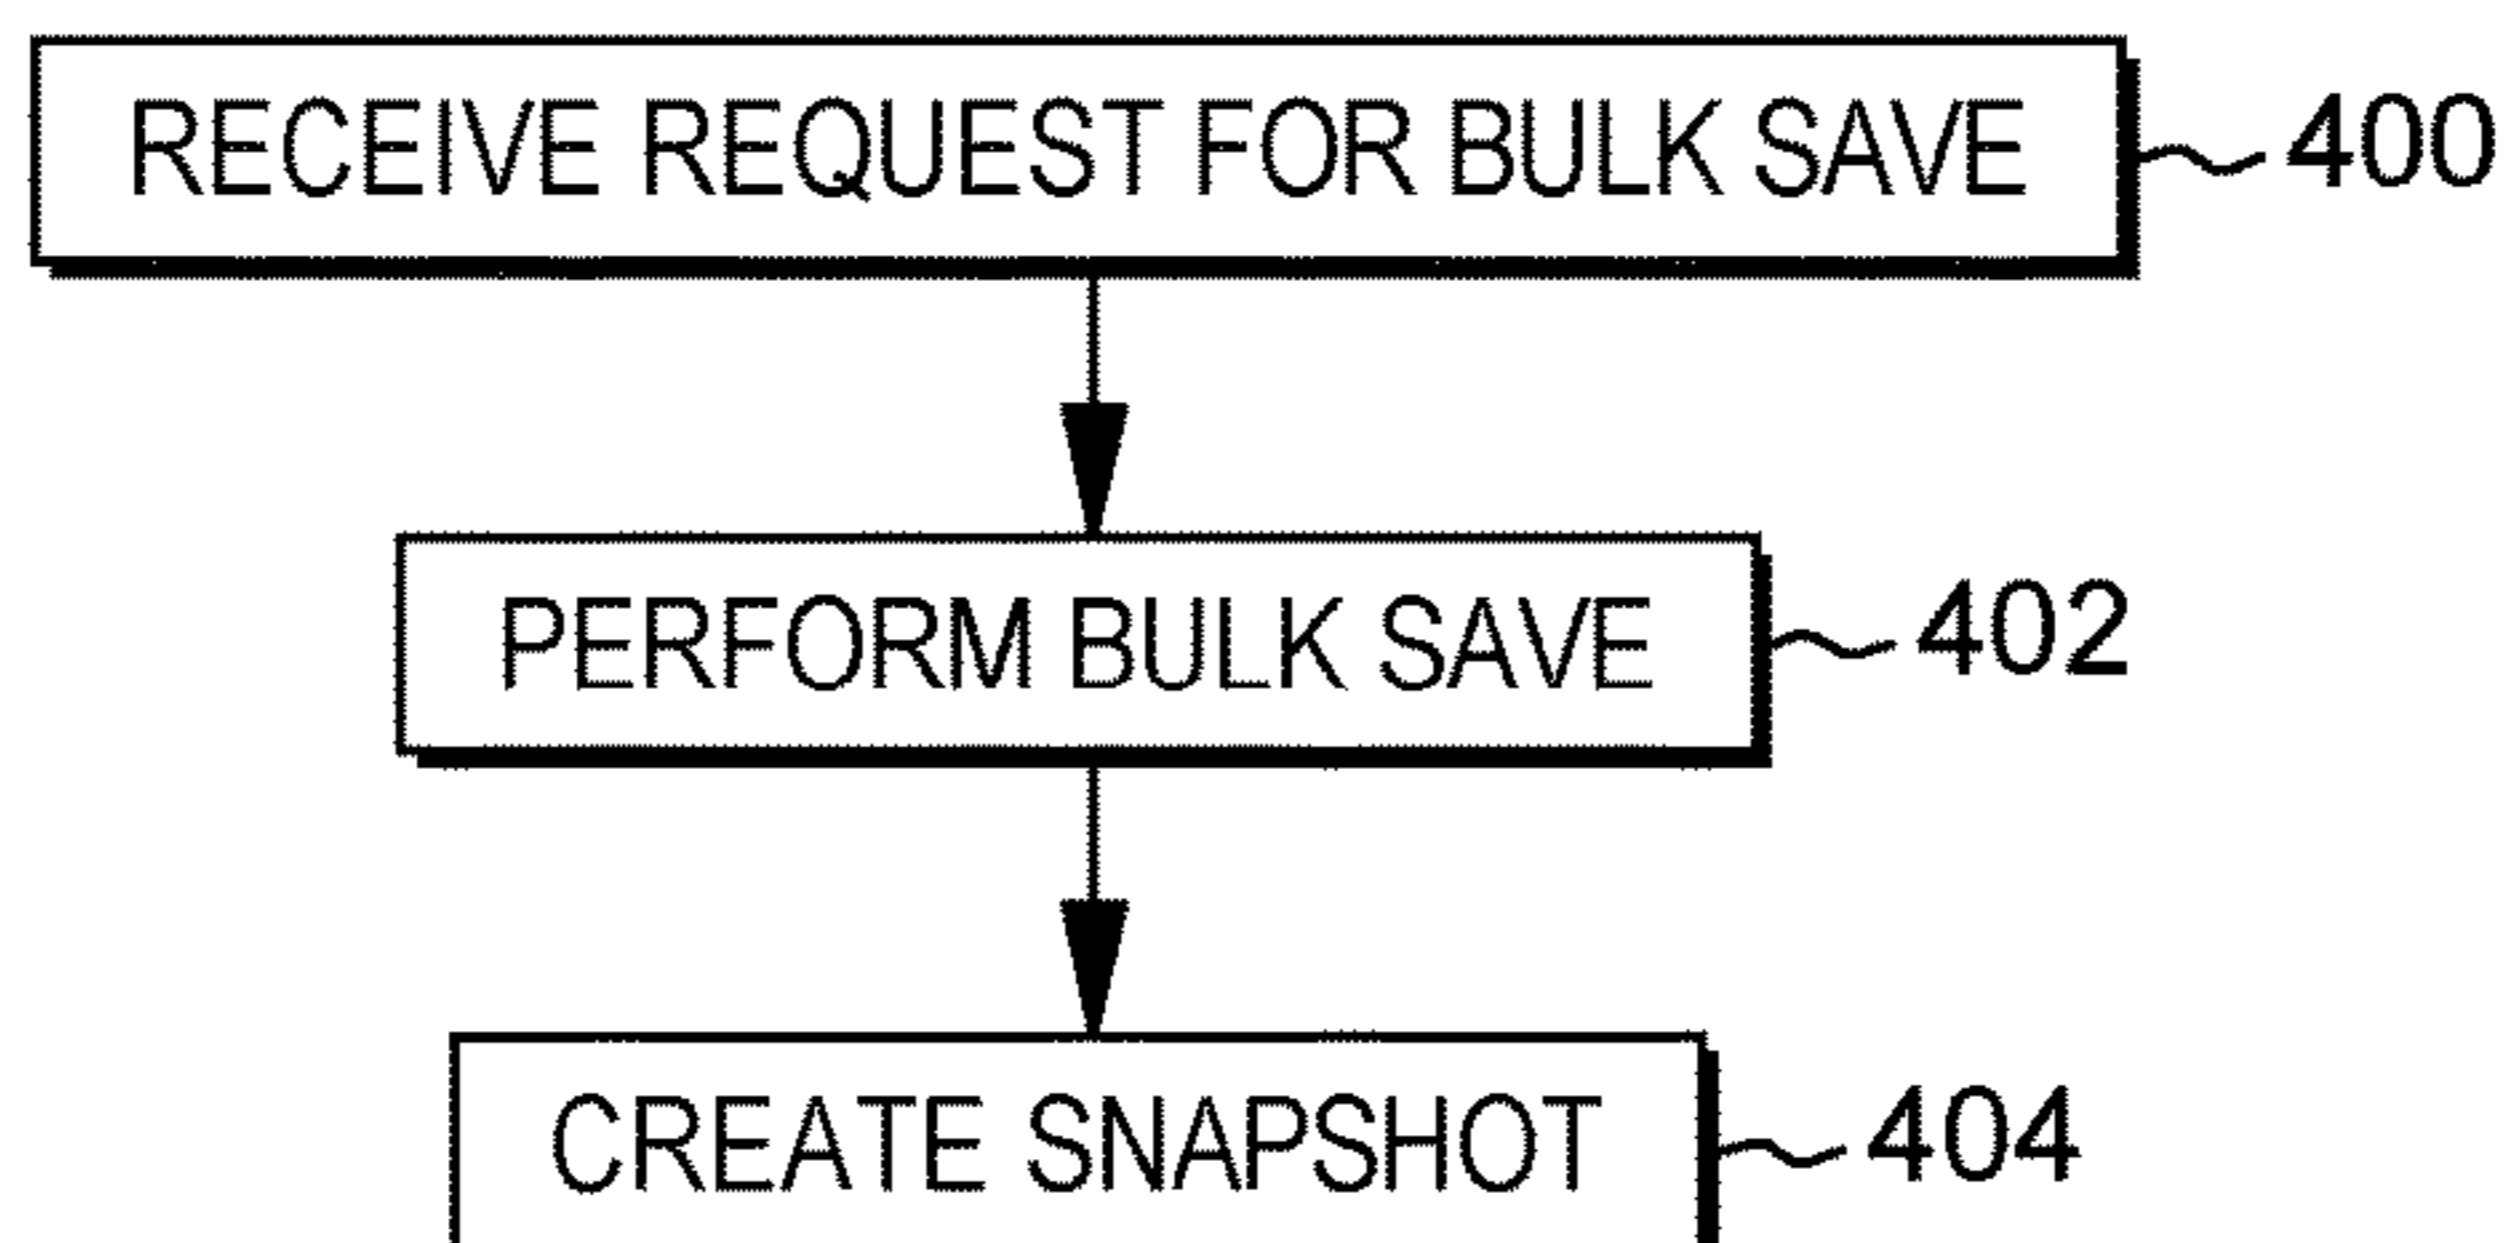 RECEIVE REQUEST FOR BULK SAVE 400
PERFORM BULK SAVE 402
CREATE SNAPSHOT 404